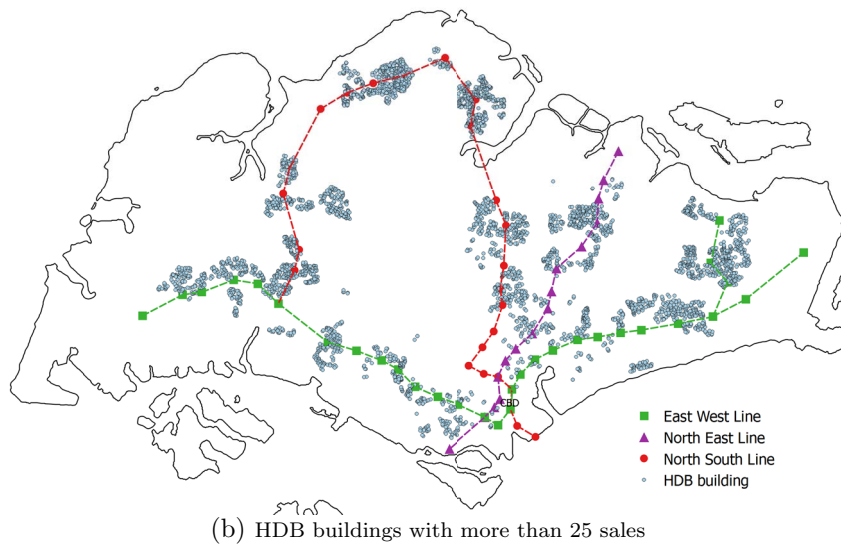 CBD
East West Line
North East Line
North South Line
HDB building
(b) HDB buildings with more than 25 sales